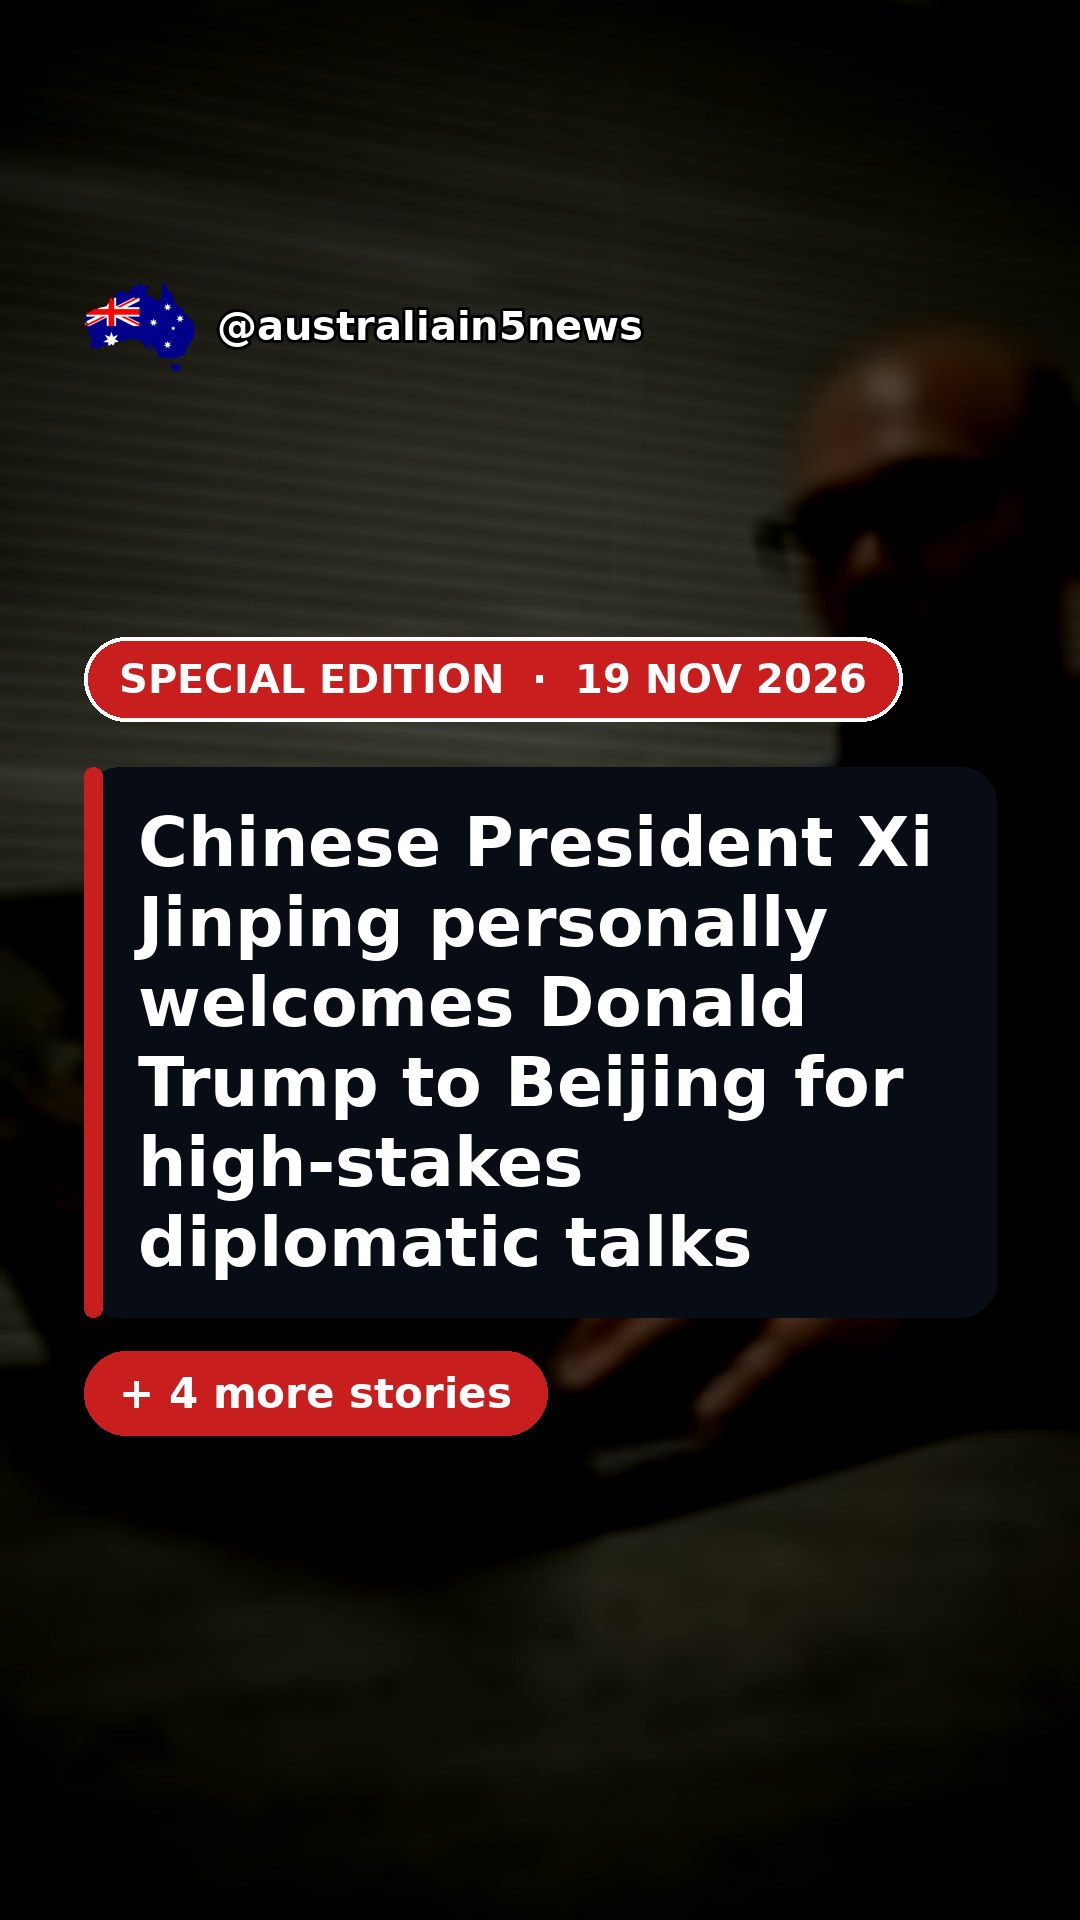 @australiain5news
SPECIAL EDITION · 19 NOV 2026
Chinese President Xi
Jinping personally
welcomes Donald
Trump to Beijing for
high-stakes
diplomatic talks
+ 4 more stories